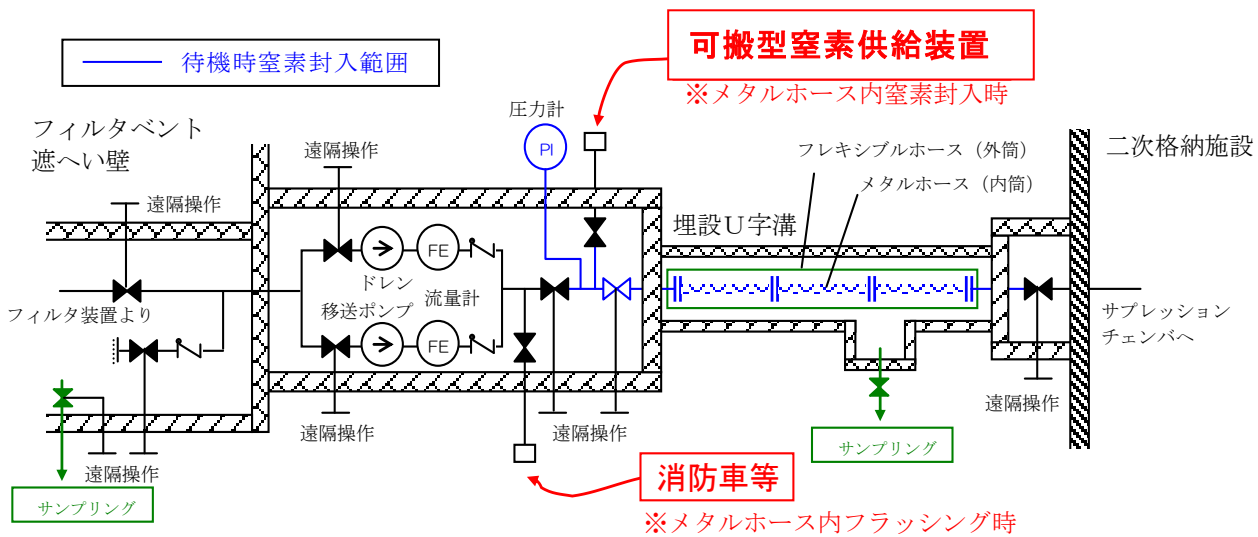 待機時窒素封入範囲
可搬型窒素供給装置
※メタルホース内窒素封入時
フィルタベント
遮へい壁
遠隔操作
圧力計
PI
フレキシブルホース（外筒）
メタルホース（内筒）
二次格納施設
遠隔操作
埋設U字溝
FE
ドレン
移送ポンプ
流量計
フィルタ装置より
サプレッション
チェンバへ
FE
遠隔操作
遠隔操作
遠隔操作
遠隔操作
サンプリング
遠隔操作
サンプリング
消防車等
※メタルホース内フラッシング時